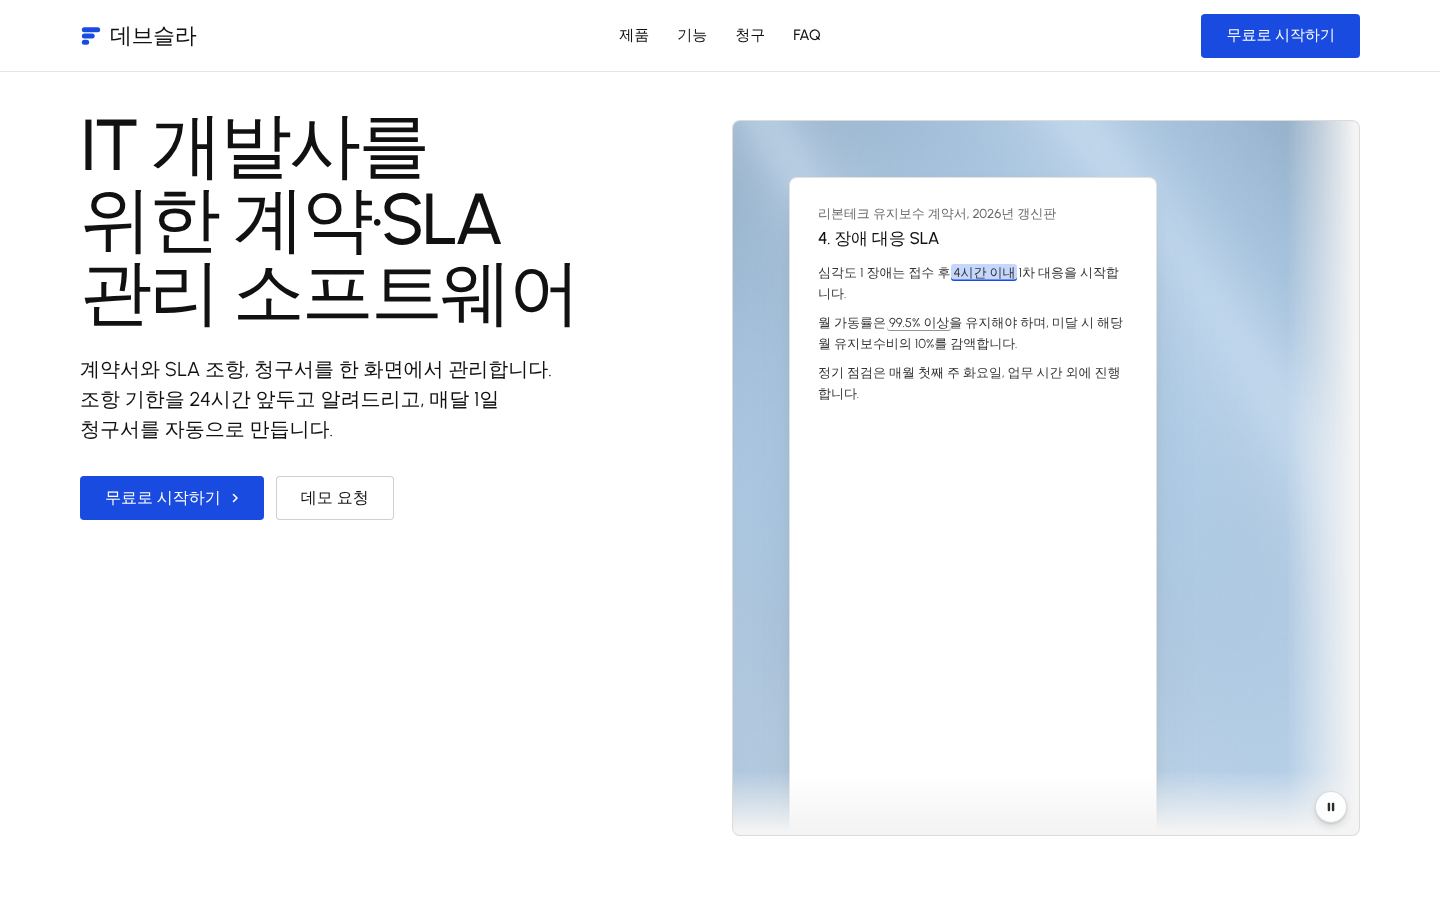 데브슬라
제품
기능
청구
FAQ
무료로 시작하기
IT 개발사를
위한 계약·SLA
관리 소프트웨어
계약서와 SLA 조항, 청구서를 한 화면에서 관리합니다.
조항 기한을 24시간 앞두고 알려드리고, 매달 1일
청구서를 자동으로 만듭니다.
무료로 시작하기
데모 요청
리본테크 유지보수 계약서, 2026년 갱신판
4. 장애 대응 SLA
심각도 1 장애는 접수 후 4시간 이내 1차 대응을 시작합
니다.
월 가동률은 99.5% 이상을 유지해야 하며, 미달 시 해당
월 유지보수비의 10%를 감액합니다.
정기 점검은 매월 첫째 주 화요일, 업무 시간 외에 진행
합니다.